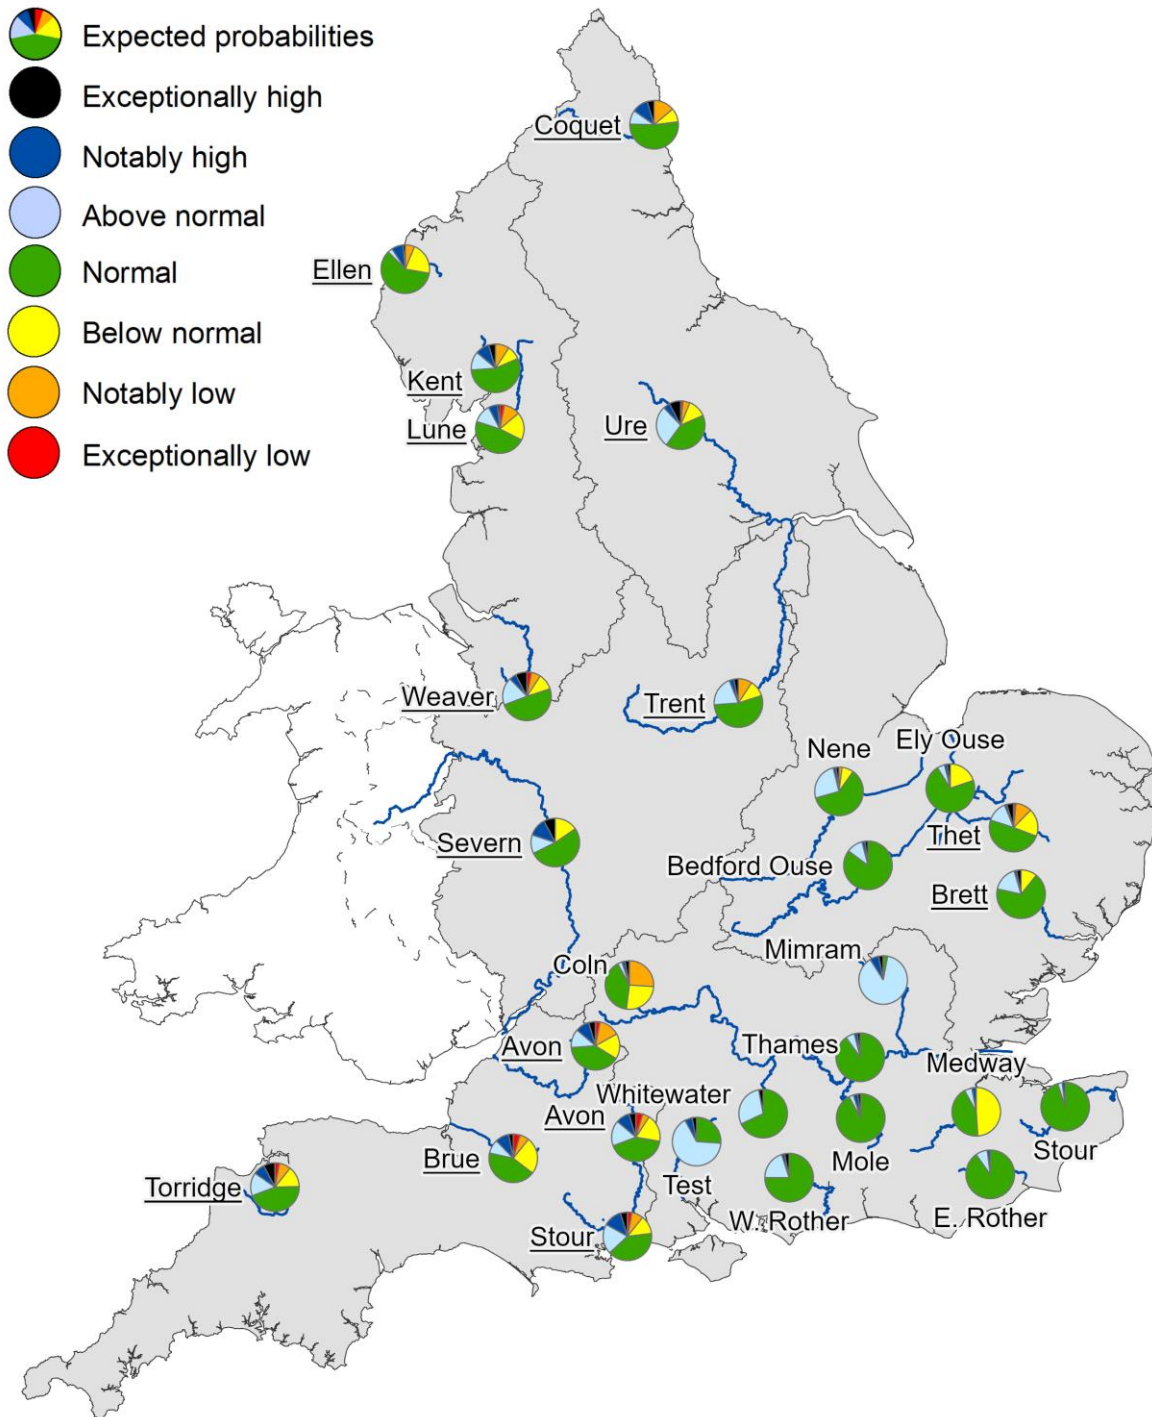 Expected probabilities
Exceptionally high
Notably high
Above normal
Normal
Below normal
Notably low
Exceptionally low
Coquet
Ellen
Kent
Lune
Ure
Weaver
Trent
Nene
Ely Ouse
Thet
Severn
Bedford Ouse
Brett
Mimram
Coln
Avon
Thames
Medway
Avon
Whitewater
Brue
Test
Mole
Stour
Torridge
W. Rother
E. Rother
Stour